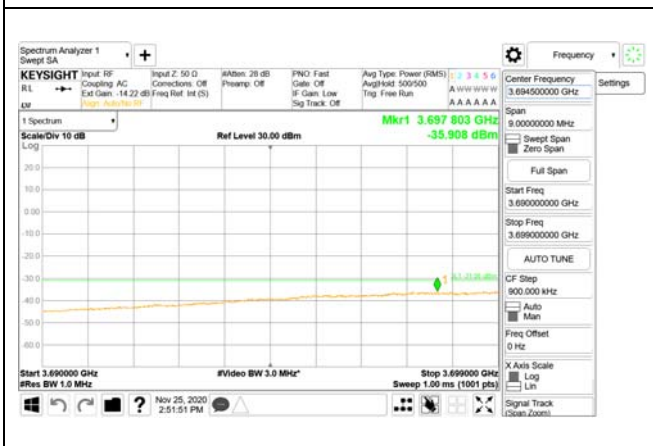 Spectrum Analyzer 1
Swept SA
Frequency
KEYSIGHT
RL
Input: RF
Coupling: AC
Ext Gain: -14.22 dB
Align: Auto/No RF
Input Z: 50 Ω
Corrections: Off
Freq Ref: Int (S)
#Atten: 28 dB
Preamp: Off
PNO: Fast
Gate: Off
IF Gain: Low
Sig Track: Off
Avg Type: Power (RMS)
Avg|Hold: 500/500
Trig: Free Run
1 2 3 4 5 6
A W W W W W
A A A A A A
1 Spectrum
Scale/Div 10 dB
Log
Ref Level 30.00 dBm
Mkr1 3.697 803 GHz
-35.908 dBm
20.0
10.0
0.00
-10.0
-20.0
-30.0
-40.0
-50.0
-60.0
1
Start 3.690000 GHz
#Res BW 1.0 MHz
#Video BW 3.0 MHz*
Stop 3.699000 GHz
Sweep 1.00 ms (1001 pts)
Nov 25, 2020
2:51:51 PM
Center Frequency
3.694500000 GHz
Settings
Span
9.00000000 MHz
Swept Span
Zero Span
Full Span
Start Freq
3.690000000 GHz
Stop Freq
3.699000000 GHz
AUTO TUNE
CF Step
900.000 kHz
Auto
Man
Freq Offset
0 Hz
X Axis Scale
Log
Lin
Signal Track
(Span Zoom)